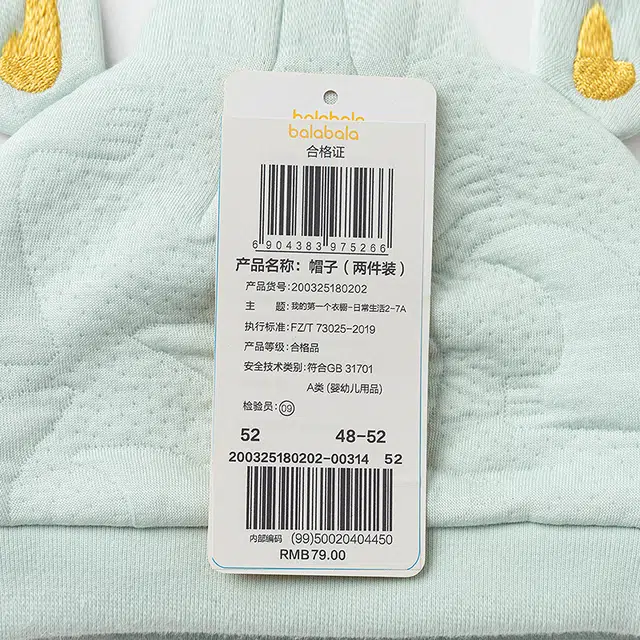 balabala
balabala
合格证
6 904383 975266
产品名称：帽子（两件装）
产品货号：200325180202
主 题：我的第一个衣橱-日常生活2-7A
执行标准：FZ/T 73025-2019
产品等级：合格品
安全技术类别：符合GB 31701
A类（婴幼儿用品）
检验员：09
52 48-52
200325180202-00314 52
内部编码 (99)50020404450
RMB79.00